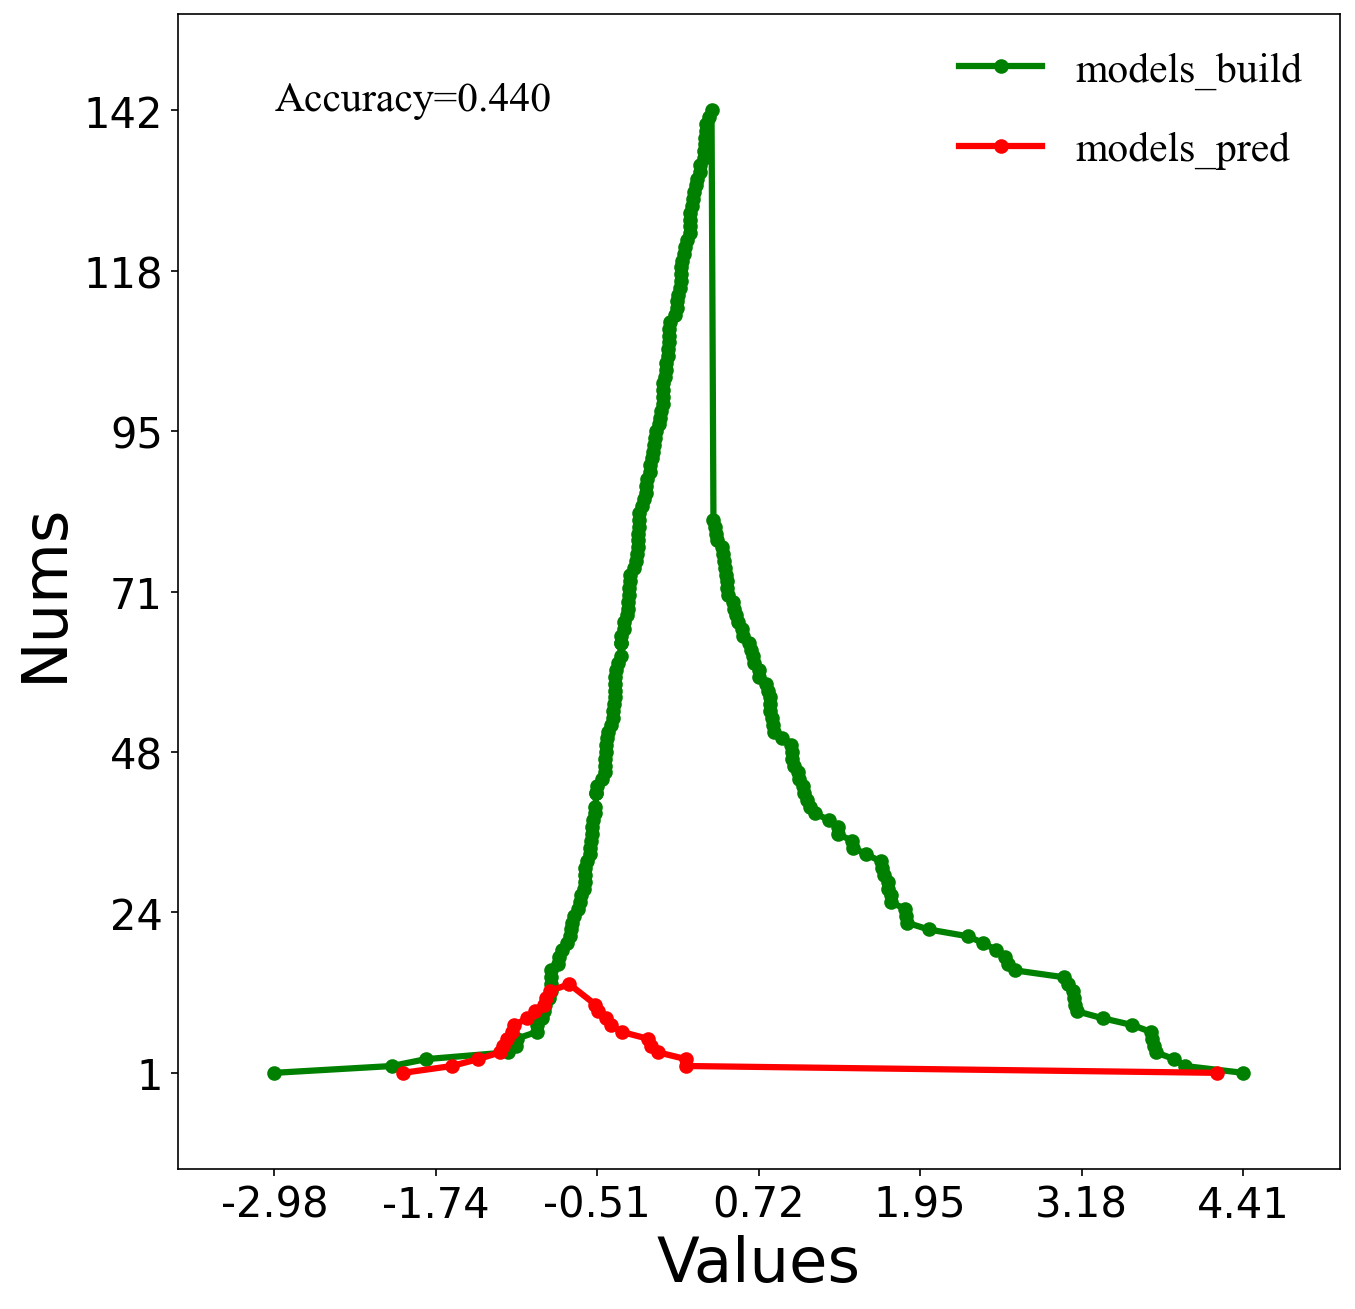 Accuracy=0.440
models_build
models_pred
142
118
95
71
48
24
1
Nums
-2.98 -1.74 -0.51 0.72 1.95 3.18 4.41
Values